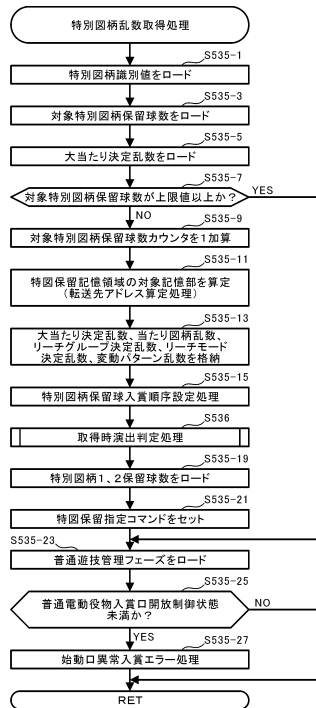 特別図柄乱数取得処理
S535-1
特別図柄識別値をロード
S535-3
対象特別図柄保留球数をロード
S535-5
大当たり決定乱数をロード
S535-7
対象特別図柄保留球数が上限値以上か？
YES
NO
S535-9
対象特別図柄保留球数カウンタを1加算
S535-11
特図保留記憶領域の対象記憶部を算定
（転送先アドレス算定処理）
S535-13
大当たり決定乱数、当たり図柄乱数、
リーチグループ決定乱数、リーチモード
決定乱数、変動パターン乱数を格納
S535-15
特別図柄保留球入賞順序設定処理
S536
取得時演出判定処理
S535-19
特別図柄1、2保留球数をロード
S535-21
特図保留指定コマンドをセット
S535-23
普通遊技管理フェーズをロード
S535-25
普通電動役物入賞口開放制御状態
未満か？
NO
YES
S535-27
始動口異常入賞エラー処理
RET